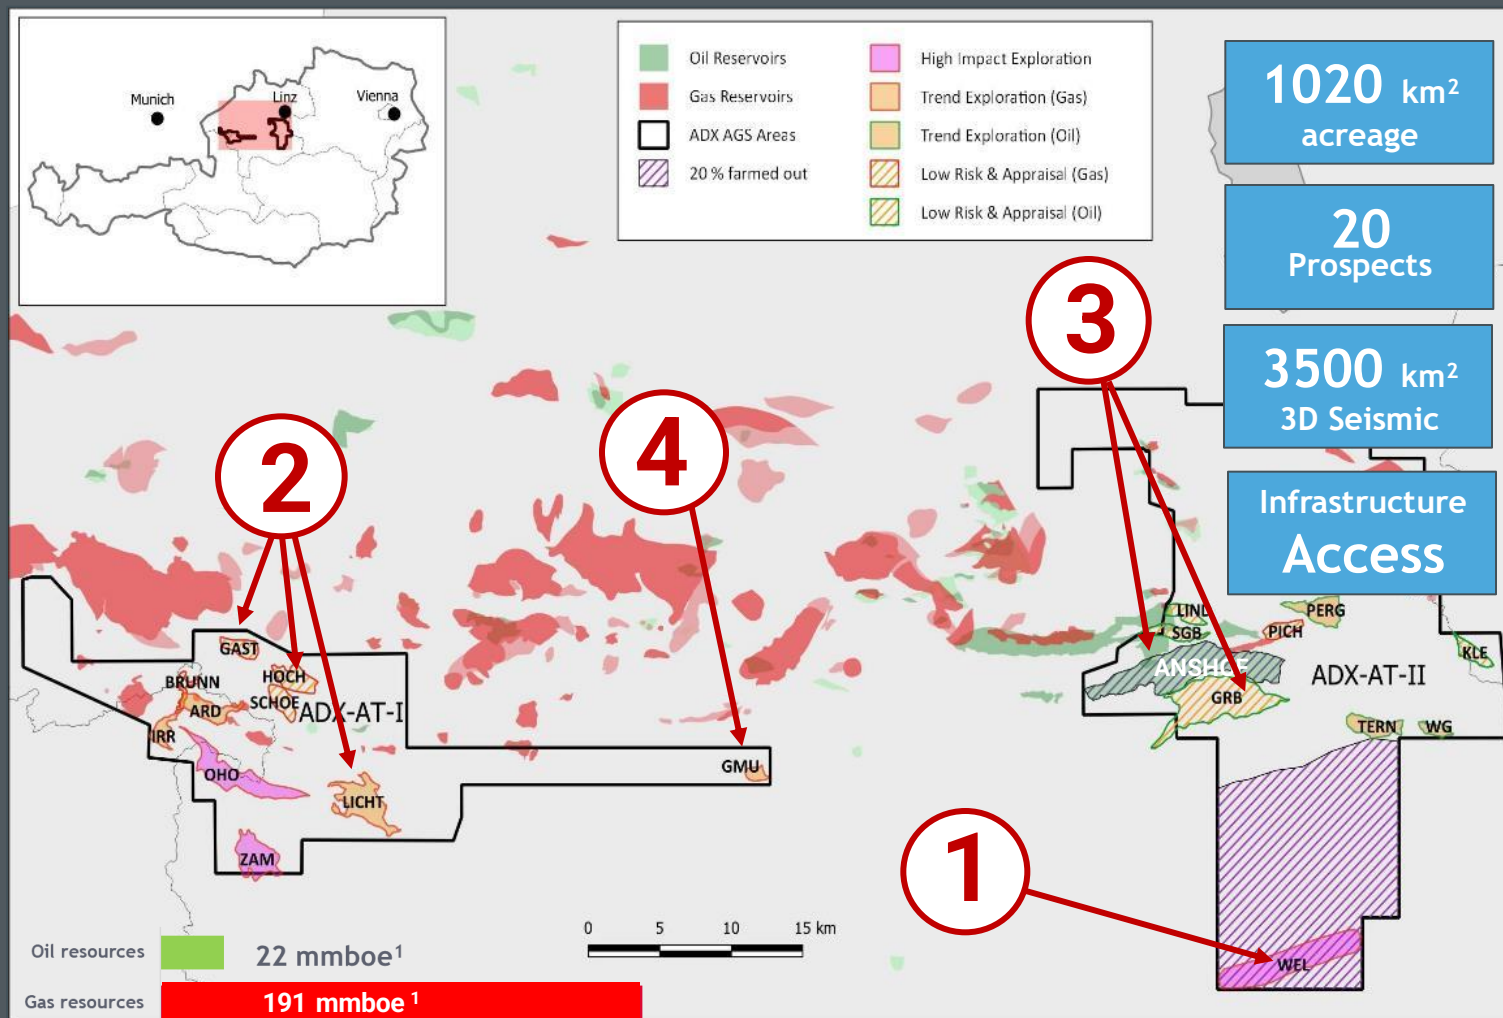 Munich
Linz
Vienna
Oil Reservoirs
Gas Reservoirs
ADX AGS Areas
20 % farmed out
High Impact Exploration
Trend Exploration (Gas)
Trend Exploration (Oil)
Low Risk & Appraisal (Gas)
Low Risk & Appraisal (Oil)
1020 km²
acreage
20
Prospects
3500 km²
3D Seismic
Infrastructure
Access
3
2
4
1
GAST
BRUNN
HOCH
SCHOE
ARD
ADX-AT-I
IRR
OHO
LICHT
ZAM
GMU
LIND
SGB
PERG
PICH
KLE
ANSHOF
ADX-AT-II
GRB
TERN
WG
WEL
0 5 10 15 km
Oil resources
22 mmboe¹
Gas resources
191 mmboe ¹